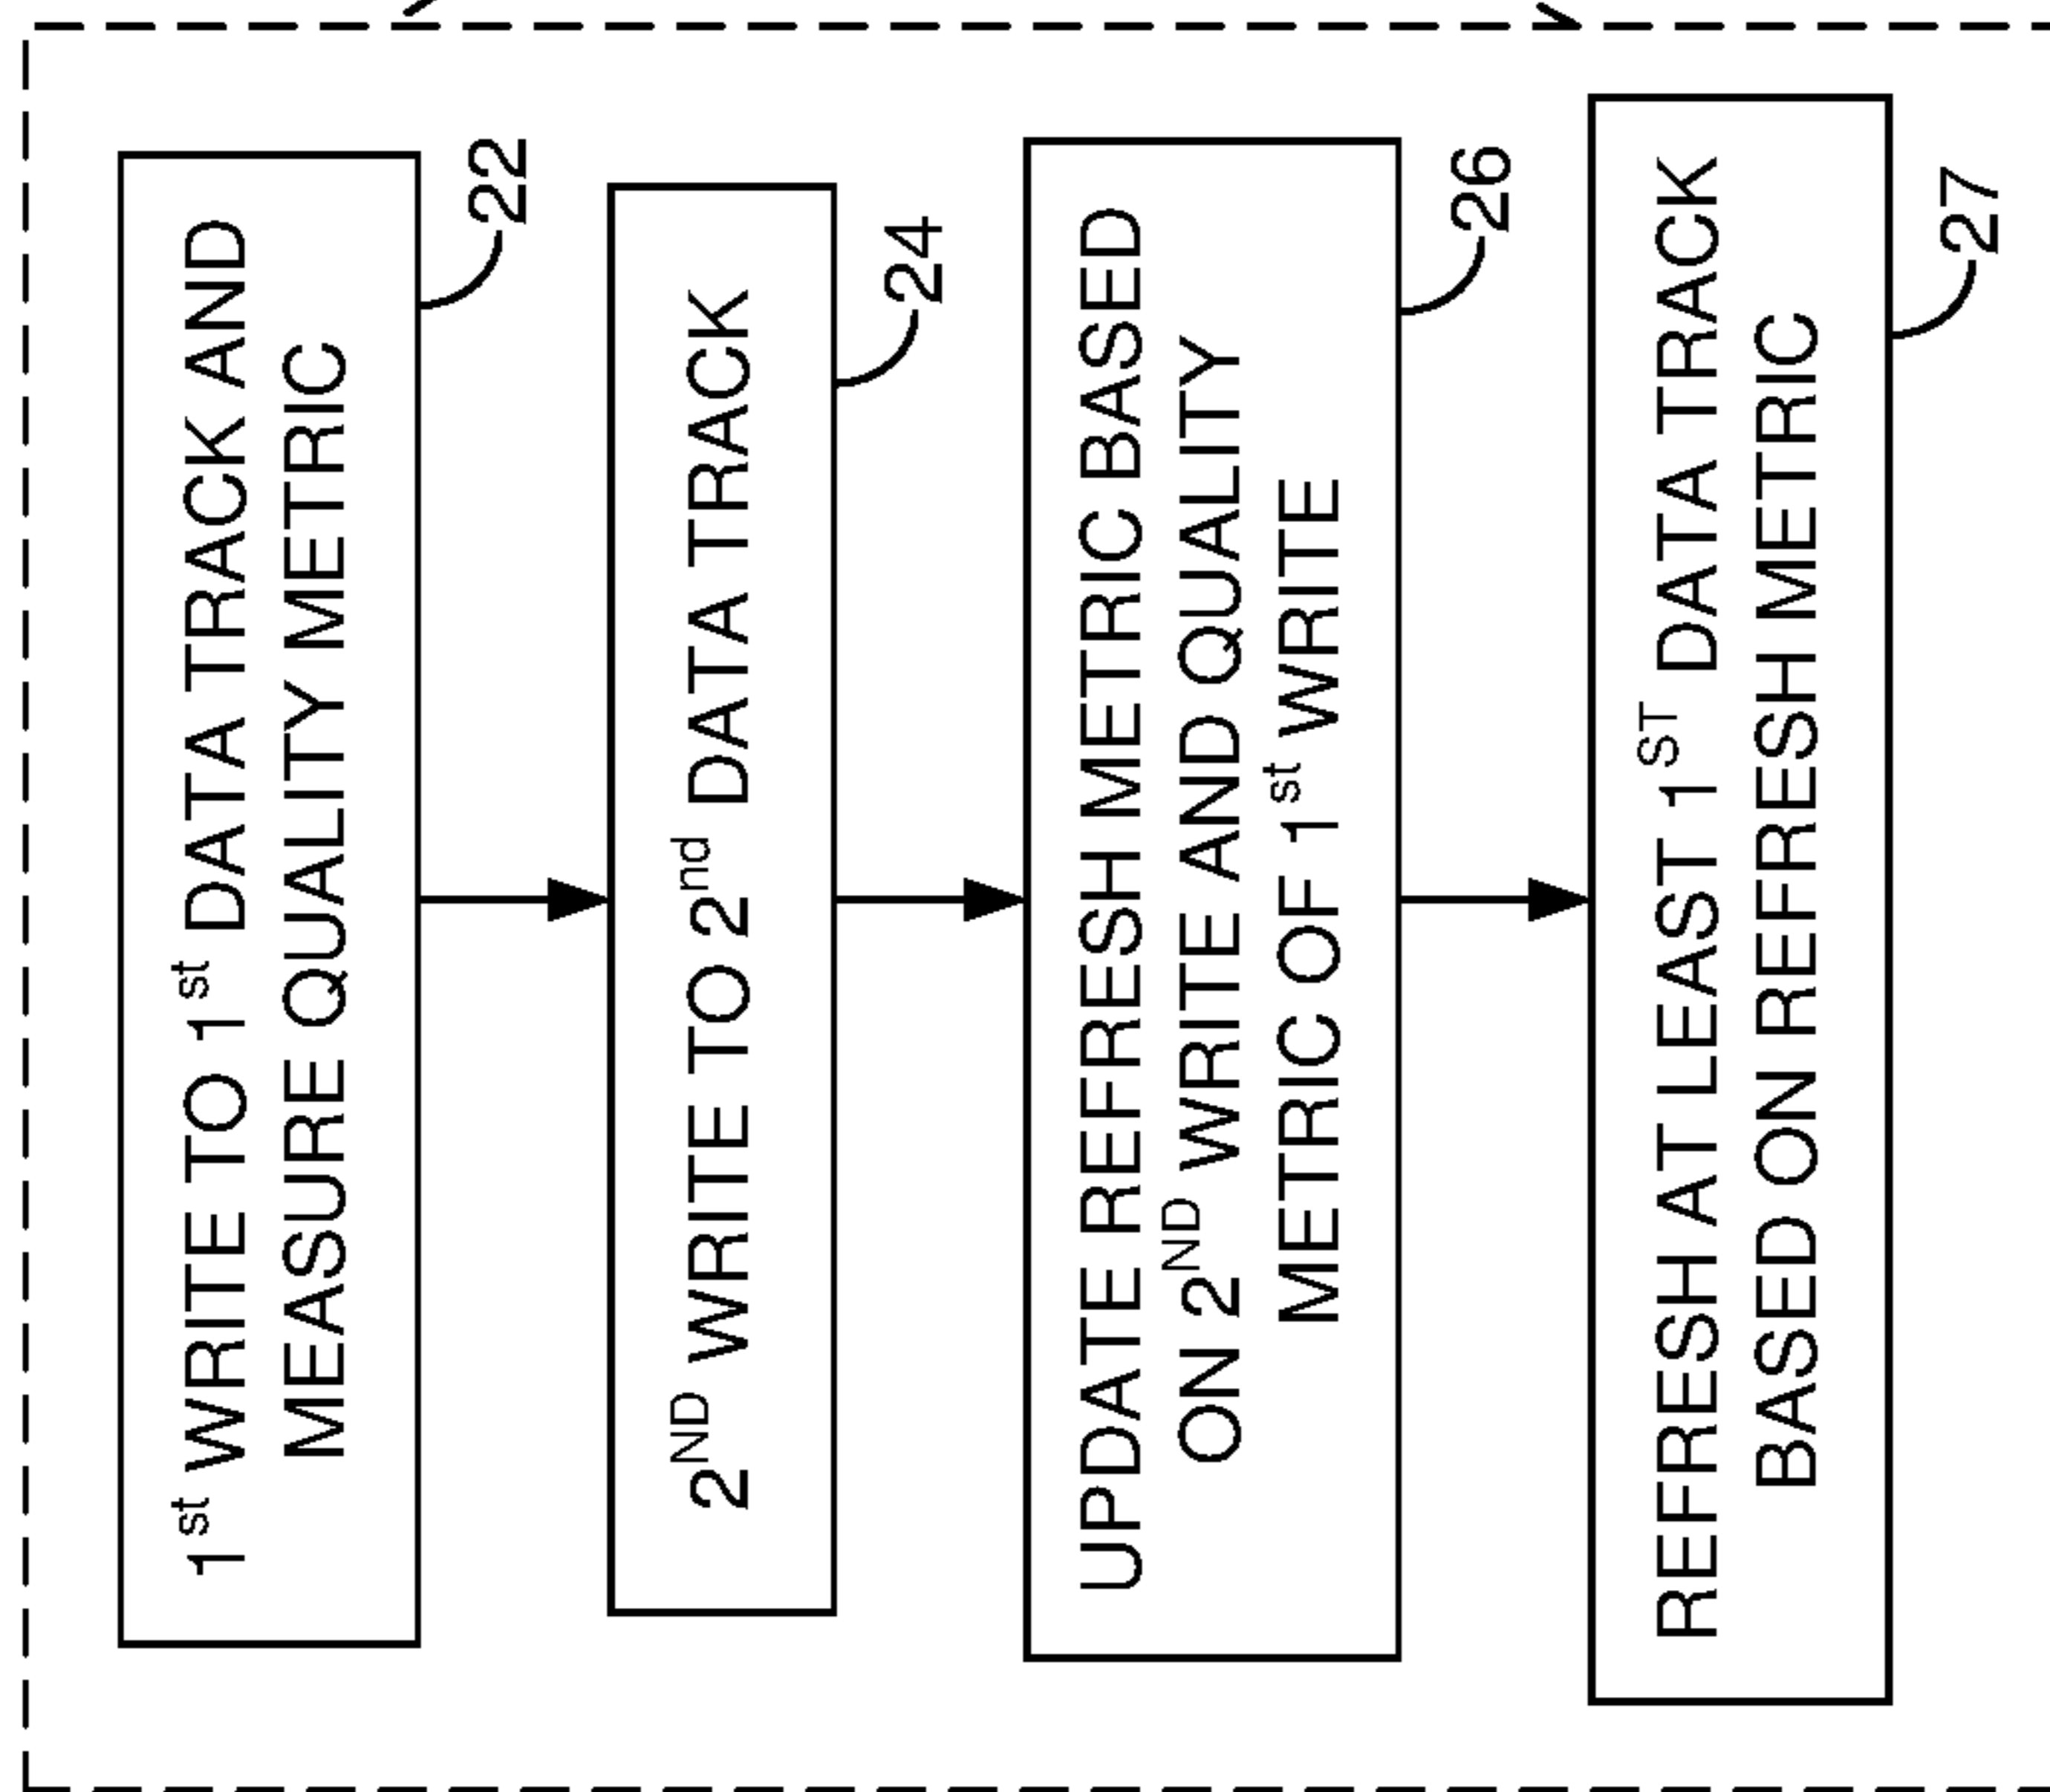 1st WRITE TO 1st DATA TRACK AND
MEASURE QUALITY METRIC
22
2ND WRITE TO 2nd DATA TRACK
24
UPDATE REFRESH METRIC BASED
ON 2ND WRITE AND QUALITY
METRIC OF 1st WRITE
26
REFRESH AT LEAST 1ST DATA TRACK
BASED ON REFRESH METRIC
27